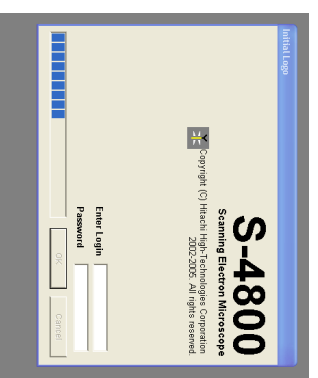 Initial Logo
S-4800
Scanning Electron Microscope
Copyright (C) Hitachi High-Technologies Corporation
2002-2005. All rights reserved.
Enter Login
Password
OK
Cancel